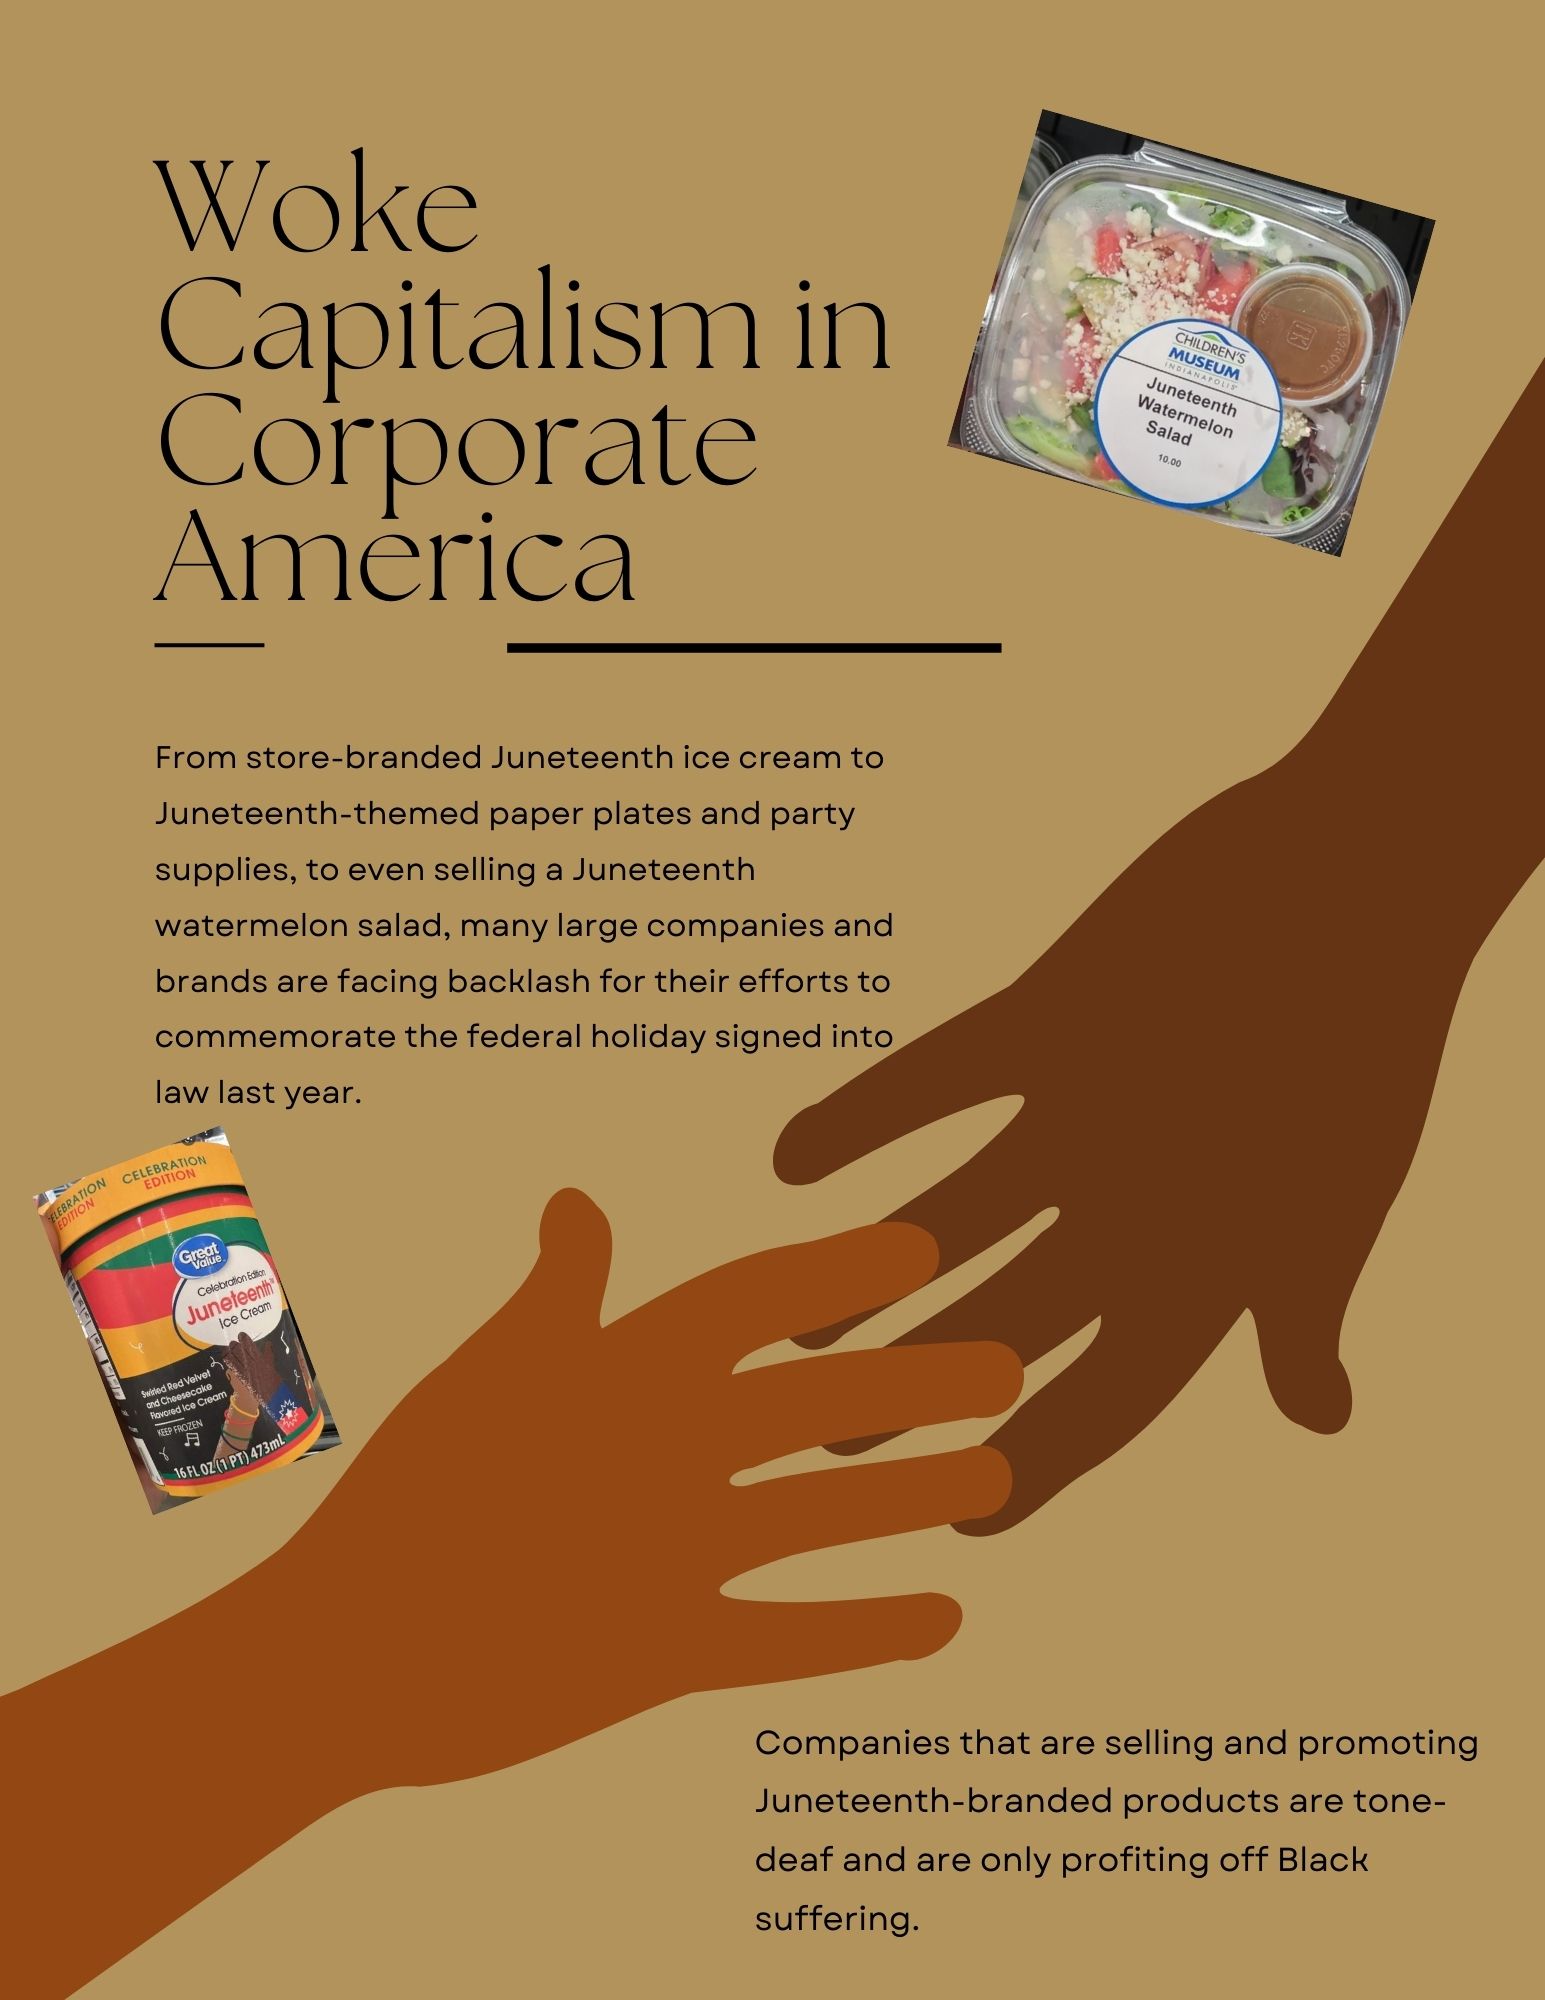 Woke
Capitalism in
Corporate
America
CHILDREN'S
MUSEUM
INDIANAPOLIS
Juneteenth
Watermelon
Salad
10.00
From store-branded Juneteenth ice cream to
Juneteenth-themed paper plates and party
supplies, to even selling a Juneteenth
watermelon salad, many large companies and
brands are facing backlash for their efforts to
commemorate the federal holiday signed into
law last year.
CELEBRATION
EDITION
CELEBRATION
EDITION
Great
Value
Celebration Edition
Juneteenth™
Ice Cream
Swirled Red Velvet
and Cheesecake
Flavored Ice Cream
KEEP FROZEN
16 FL OZ (1 PT) 473mL
Companies that are selling and promoting
Juneteenth-branded products are tone-
deaf and are only profiting off Black
suffering.